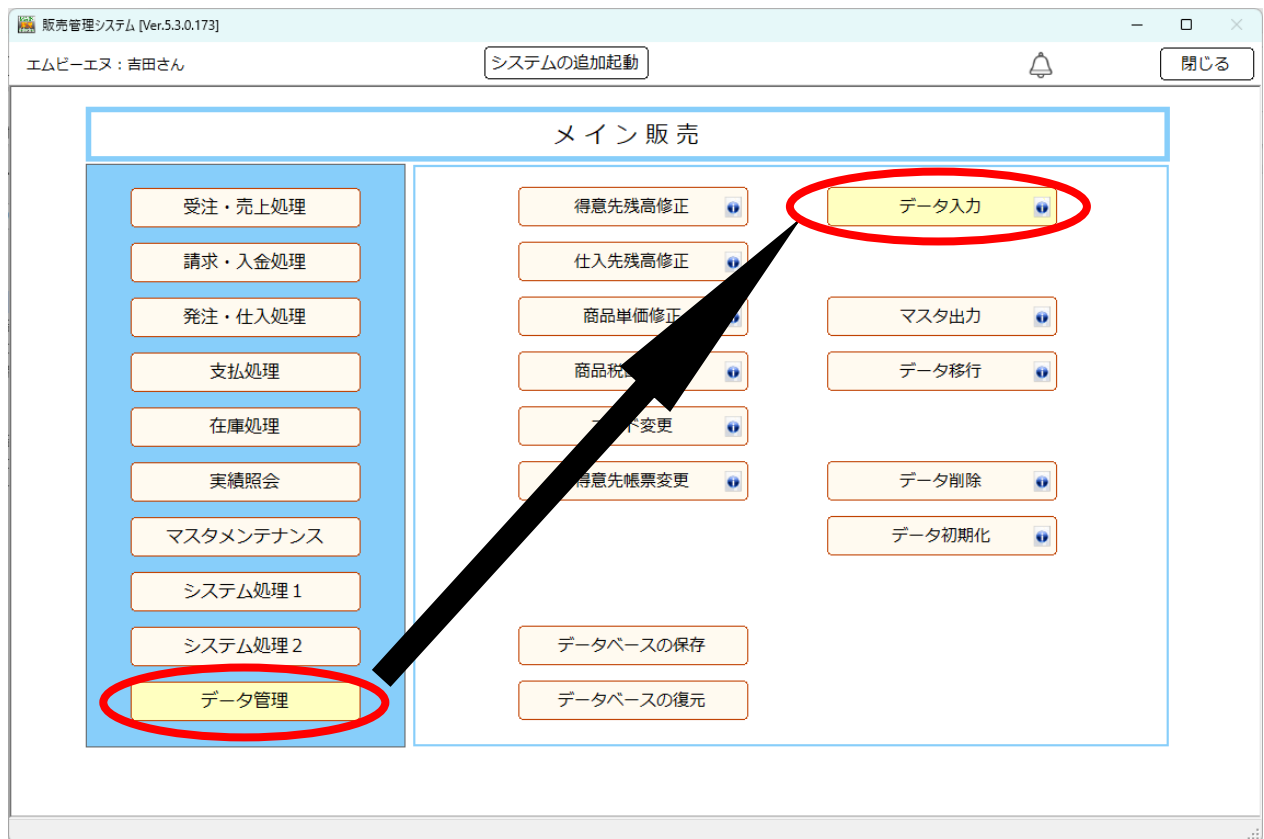 販売管理システム [Ver.5.3.0.173]
エムビーエヌ：吉田さん
システムの追加起動
閉じる
メイン販売
受注・売上処理
請求・入金処理
発注・仕入処理
支払処理
在庫処理
実績照会
マスタメンテナンス
システム処理１
システム処理２
データ管理
得意先残高修正
仕入先残高修正
商品単価修正
商品税
変更
得意先帳票変更
データベースの保存
データベースの復元
データ入力
マスタ出力
データ移行
データ削除
データ初期化